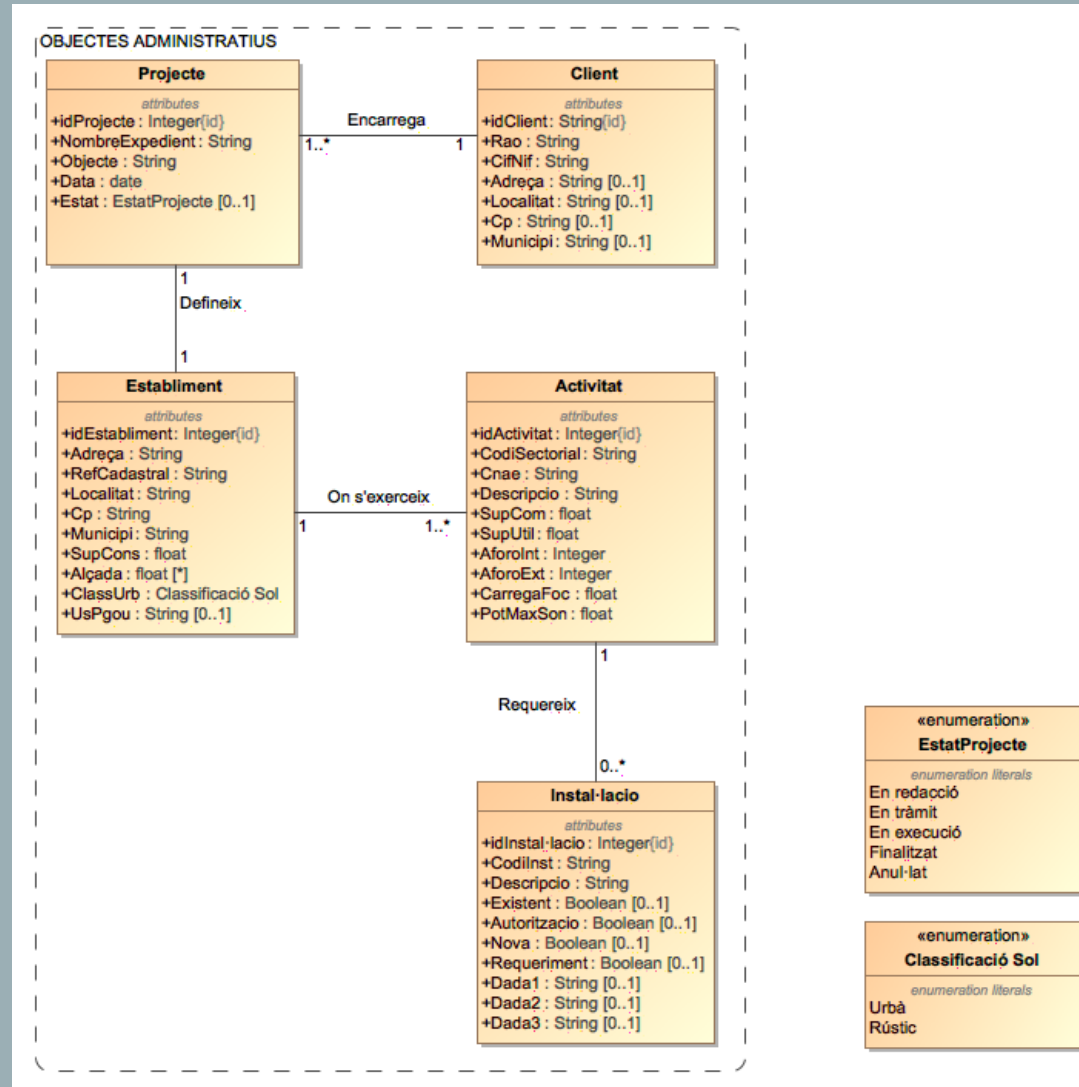 OBJECTES ADMINISTRATIUS
Projecte
attributes
+idProjecte : Integer{id}
+NombreExpedient : String
+Objecte : String
+Data : date
+Estat : EstatProjecte [0..1]
Encarrega
1..*
1
Client
attributes
+idClient : String{id}
+Rao : String
+CifNif : String
+Adreça : String [0..1]
+Localitat : String [0..1]
+Cp : String [0..1]
+Municipi : String [0..1]
1
Defineix
1
Establiment
attributes
+idEstabliment : Integer{id}
+Adreça : String
+RefCadastral : String
+Localitat : String
+Cp : String
+Municipi : String
+SupCons : float
+Alçada : float [*]
+ClassUrb : Classificació Sol
+UsPgou : String [0..1]
On s'exerceix
1
1..*
Activitat
attributes
+idActivitat : Integer{id}
+CodiSectorial : String
+Cnae : String
+Descripcio : String
+SupCom : float
+SupUtil : float
+AforoInt : Integer
+AforoExt : Integer
+CarregaFoc : float
+PotMaxSon : float
1
Requereix
0..*
Instal·lacio
attributes
+idInstal·lacio : Integer{id}
+CodiInst : String
+Descripcio : String
+Existent : Boolean [0..1]
+Autoritzacio : Boolean [0..1]
+Nova : Boolean [0..1]
+Requeriment : Boolean [0..1]
+Dada1 : String [0..1]
+Dada2 : String [0..1]
+Dada3 : String [0..1]
«enumeration»
EstatProjecte
enumeration literals
En redacció
En tràmit
En execució
Finalitzat
Anul·lat
«enumeration»
Classificació Sol
enumeration literals
Urbà
Rústic